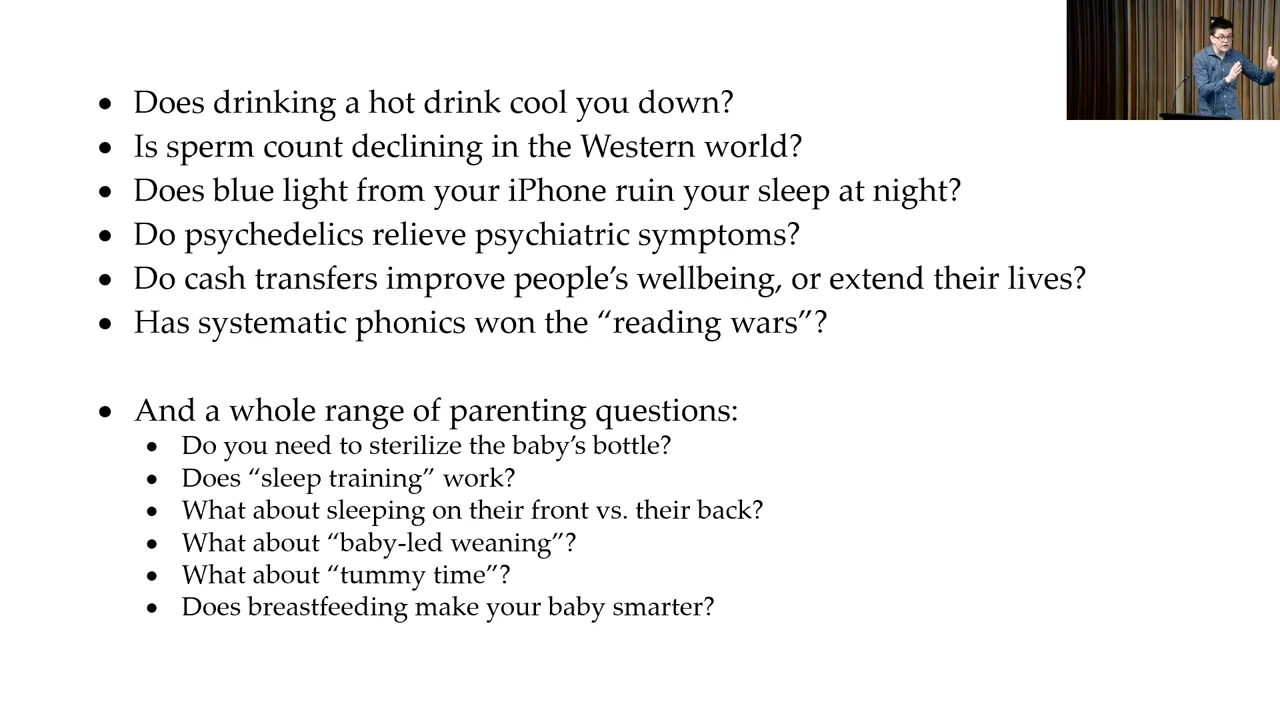 • Does drinking a hot drink cool you down?
• Is sperm count declining in the Western world?
• Does blue light from your iPhone ruin your sleep at night?
• Do psychedelics relieve psychiatric symptoms?
• Do cash transfers improve people’s wellbeing, or extend their lives?
• Has systematic phonics won the “reading wars”?
• And a whole range of parenting questions:
• Do you need to sterilize the baby’s bottle?
• Does “sleep training” work?
• What about sleeping on their front vs. their back?
• What about “baby-led weaning”?
• What about “tummy time”?
• Does breastfeeding make your baby smarter?